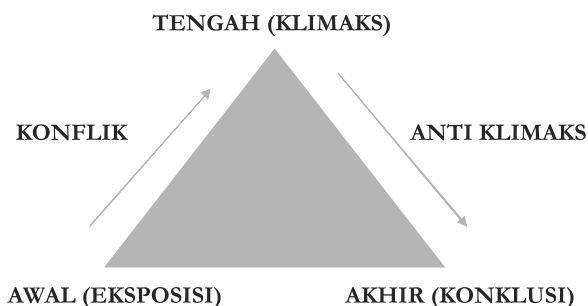 TENGAH (KLIMAKS)
KONFLIK
ANTI KLIMAKS
AWAL (EKSPOSISI)
AKHIR (KONKLUSI)